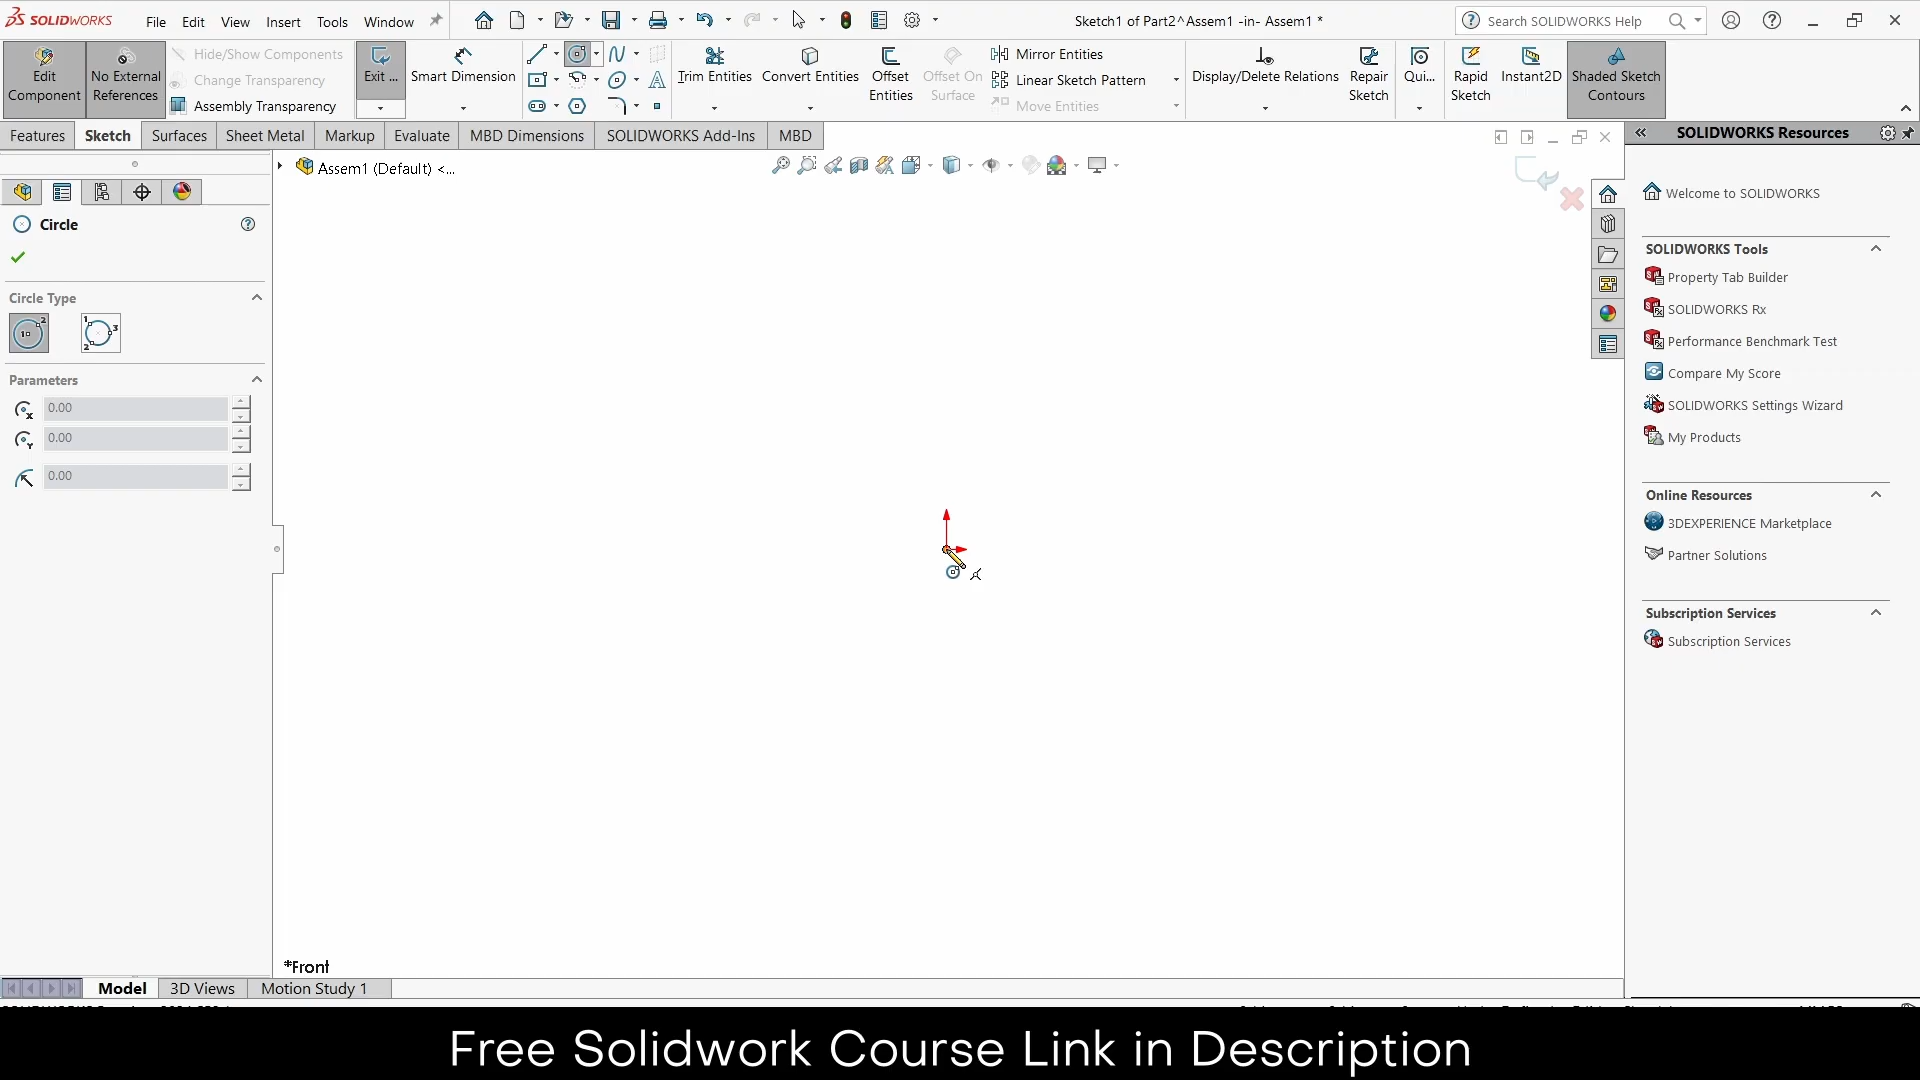 SOLIDWORKS
File Edit View Insert Tools Window
Sketch1 of Part2^Assem1 -in- Assem1 *
Search SOLIDWORKS Help
Edit Component
No External References
Hide/Show Components
Change Transparency
Assembly Transparency
Exit ...
Smart Dimension
Trim Entities
Convert Entities
Offset Entities
Offset On Surface
Mirror Entities
Linear Sketch Pattern
Move Entities
Display/Delete Relations
Repair Sketch
Qui...
Rapid Sketch
Instant2D
Shaded Sketch Contours
Features Sketch Surfaces Sheet Metal Markup Evaluate MBD Dimensions SOLIDWORKS Add-Ins MBD
SOLIDWORKS Resources
Assem1 (Default) <...
Circle
Circle Type
Parameters
0.00
0.00
0.00
Welcome to SOLIDWORKS
SOLIDWORKS Tools
Property Tab Builder
SOLIDWORKS Rx
Performance Benchmark Test
Compare My Score
SOLIDWORKS Settings Wizard
My Products
Online Resources
3DEXPERIENCE Marketplace
Partner Solutions
Subscription Services
Subscription Services
*Front
Model 3D Views Motion Study 1
Free Solidwork Course Link in Description